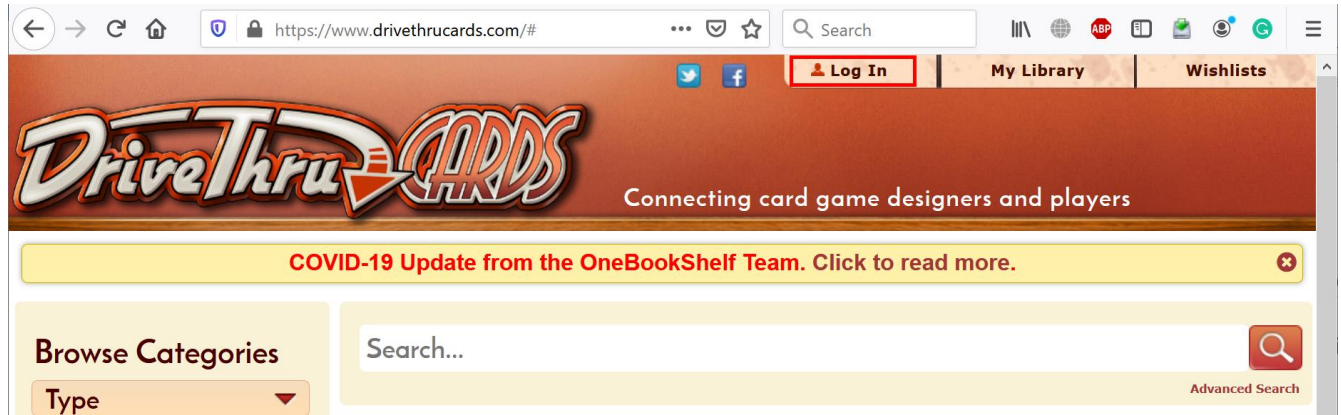 https://www.drivethrucards.com/#
Search
ABP
Log In
My Library
Wishlists
DriveThru CARDS
Connecting card game designers and players
COVID-19 Update from the OneBookShelf Team. Click to read more.
Browse Categories
Search...
Advanced Search
Type